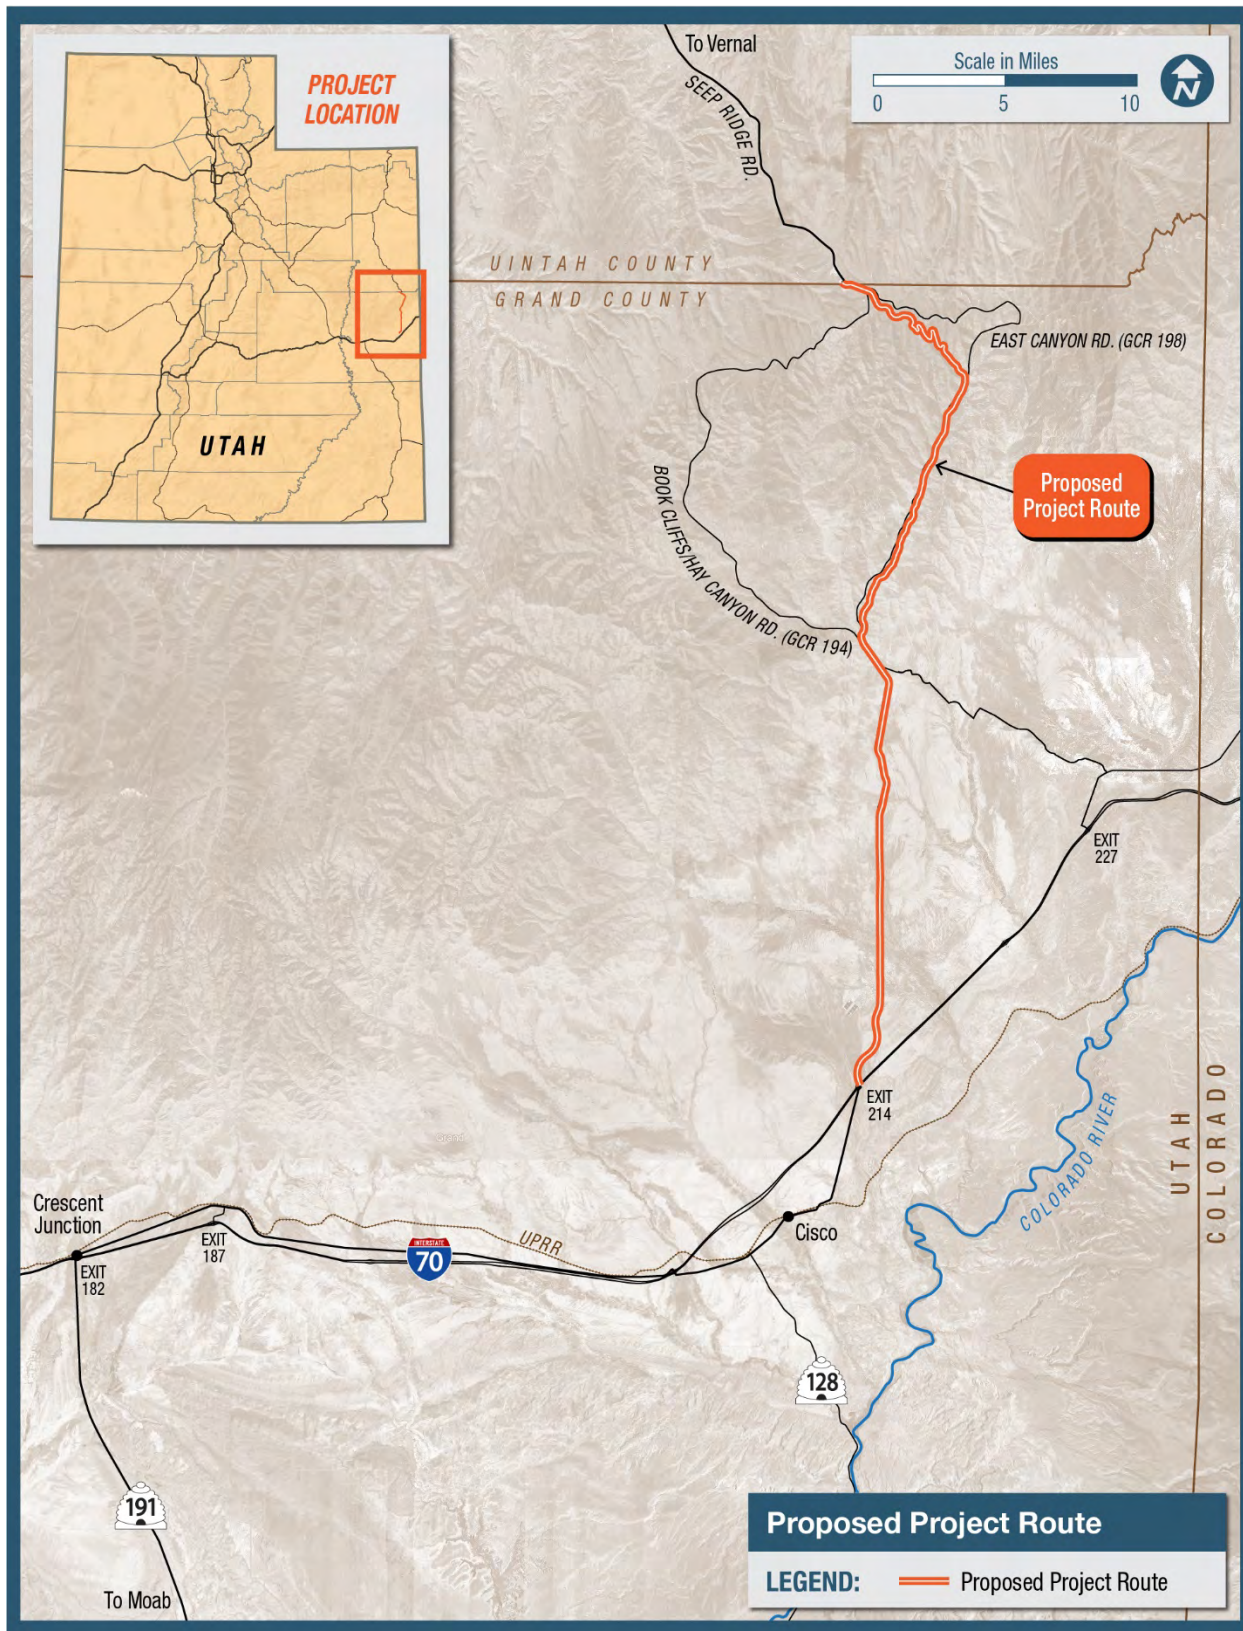 To Vernal
SEEP RIDGE RD.
Scale in Miles
0 5 10
N
PROJECT
LOCATION
UTAH
UINTAH COUNTY
GRAND COUNTY
EAST CANYON RD. (GCR 198)
BOOK CLIFFS/HAY CANYON RD. (GCR 194)
Proposed
Project Route
EXIT
227
EXIT
214
COLORADO RIVER
UTAH
COLORADO
Crescent
Junction
EXIT
187
EXIT
182
UPRR
INTERSTATE
70
Cisco
128
191
To Moab
Proposed Project Route
LEGEND: Proposed Project Route